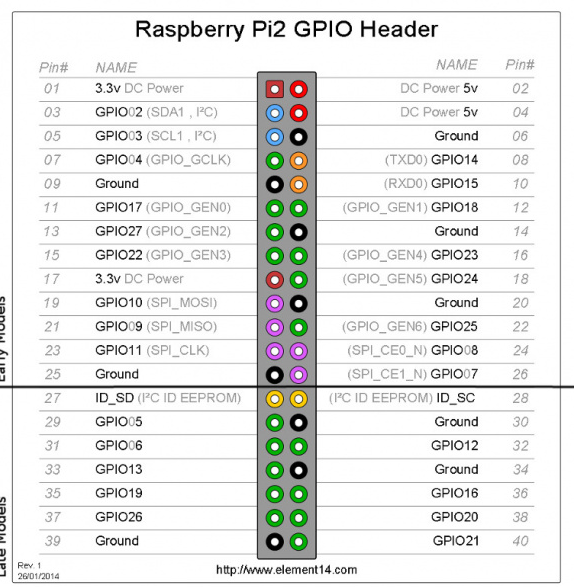 Raspberry Pi2 GPIO Header
Pin# NAME NAME Pin#
01 3.3v DC Power DC Power 5v 02
03 GPIO02 (SDA1 , I²C) DC Power 5v 04
05 GPIO03 (SCL1 , I²C) Ground 06
07 GPIO04 (GPIO_GCLK) (TXD0) GPIO14 08
09 Ground (RXD0) GPIO15 10
11 GPIO17 (GPIO_GEN0) (GPIO_GEN1) GPIO18 12
13 GPIO27 (GPIO_GEN2) Ground 14
15 GPIO22 (GPIO_GEN3) (GPIO_GEN4) GPIO23 16
17 3.3v DC Power (GPIO_GEN5) GPIO24 18
19 GPIO10 (SPI_MOSI) Ground 20
21 GPIO09 (SPI_MISO) (GPIO_GEN6) GPIO25 22
23 GPIO11 (SPI_CLK) (SPI_CE0_N) GPIO08 24
25 Ground (SPI_CE1_N) GPIO07 26
Early Models
27 ID_SD (I²C ID EEPROM) (I²C ID EEPROM) ID_SC 28
29 GPIO05 Ground 30
31 GPIO06 GPIO12 32
33 GPIO13 Ground 34
35 GPIO19 GPIO16 36
37 GPIO26 GPIO20 38
39 Ground GPIO21 40
Late Models
Rev. 1
26/01/2014
http://www.element14.com